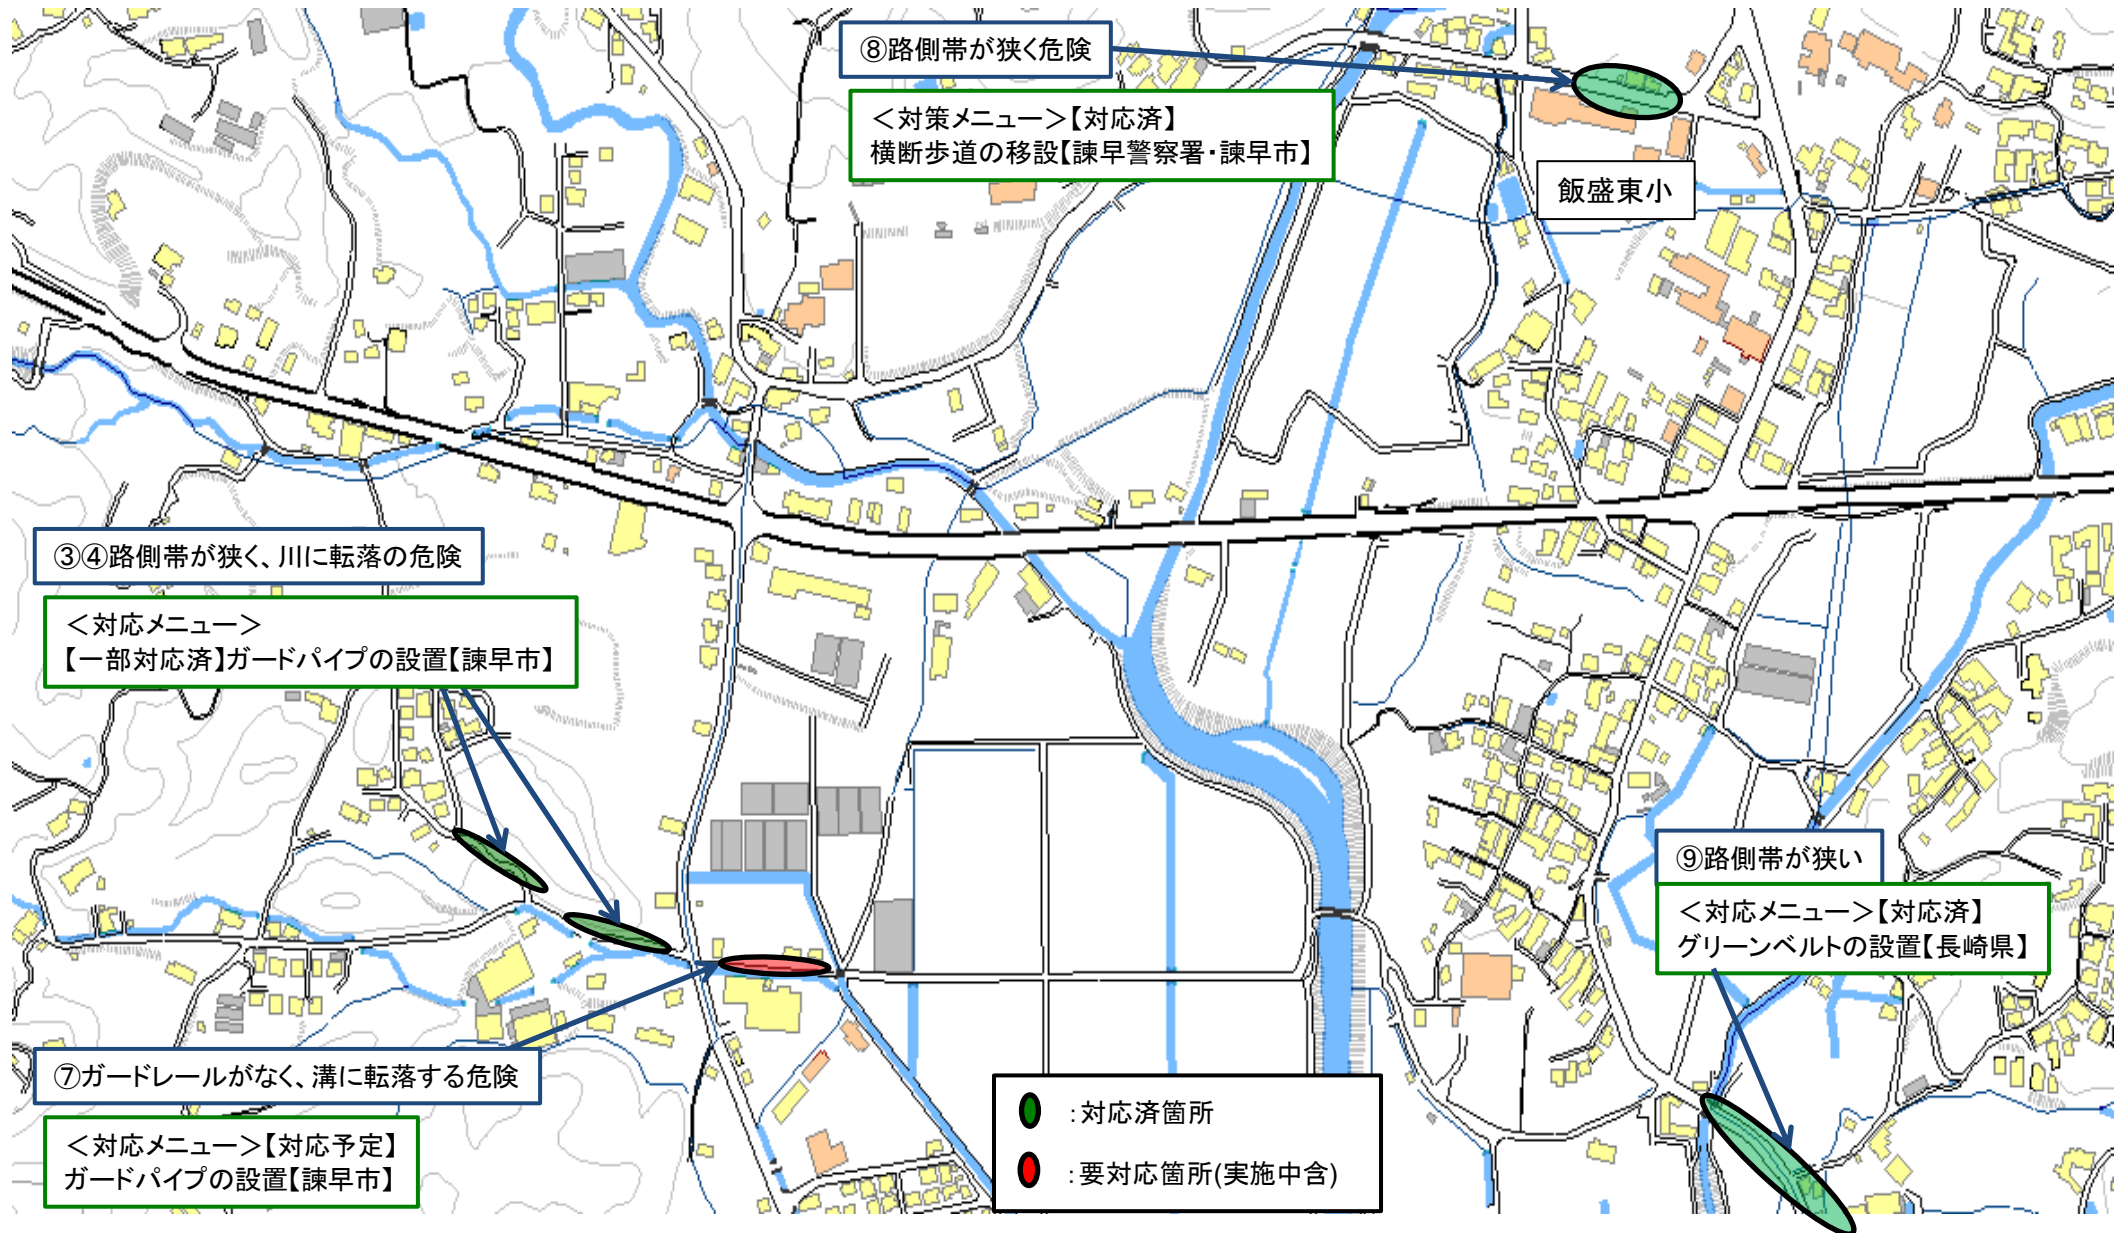 ⑧路側帯が狭く危険
＜対策メニュー＞【対応済】
横断歩道の移設【諫早警察署・諫早市】
飯盛東小
③④路側帯が狭く、川に転落の危険
＜対応メニュー＞
【一部対応済】ガードパイプの設置【諫早市】
⑨路側帯が狭い
＜対応メニュー＞【対応済】
グリーンベルトの設置【長崎県】
⑦ガードレールがなく、溝に転落する危険
＜対応メニュー＞【対応予定】
ガードパイプの設置【諫早市】
：対応済箇所
：要対応箇所(実施中含)